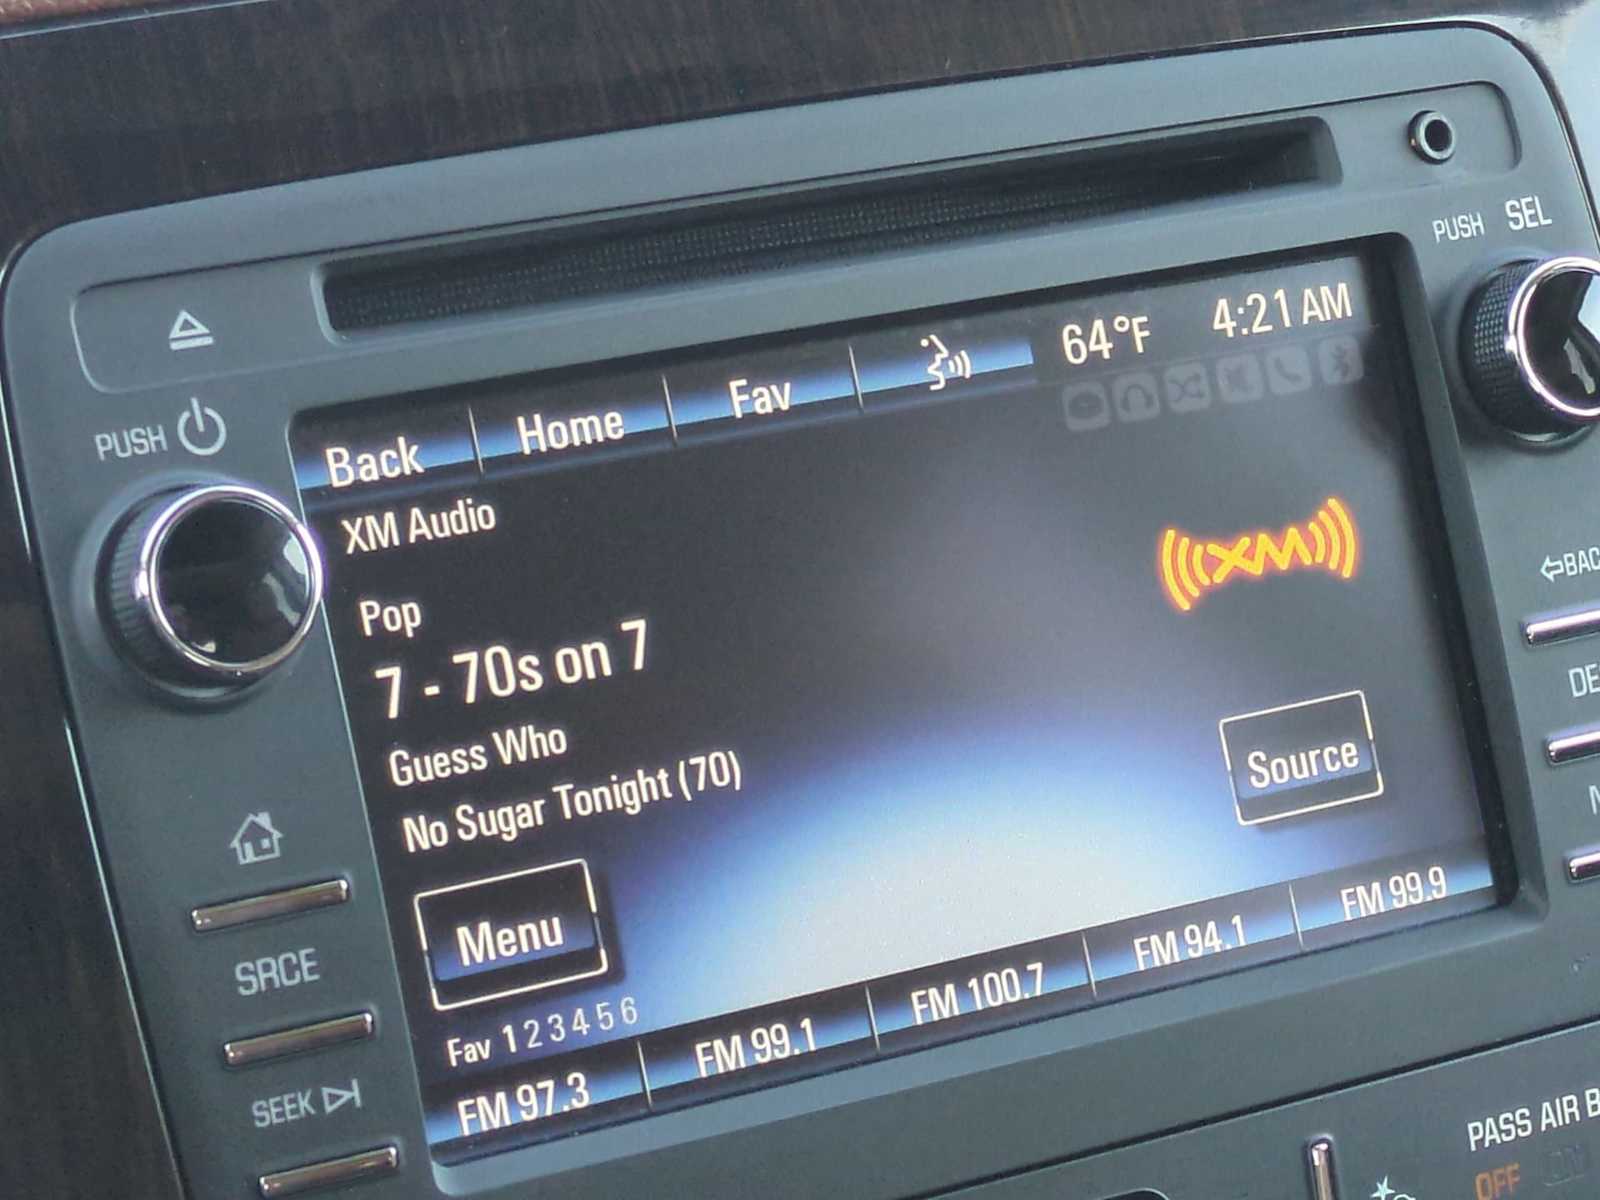 PUSH SEL
64°F 4:21 AM
PUSH
Back Home Fav
XM Audio
XM
Pop
7 - 70s on 7
Guess Who
No Sugar Tonight (70)
Source
Menu
Fav 1 2 3 4 5 6
FM 97.3 FM 99.1 FM 100.7 FM 94.1 FM 99.9
SRCE
SEEK
PASS AIR B
OFF
BAC
DE